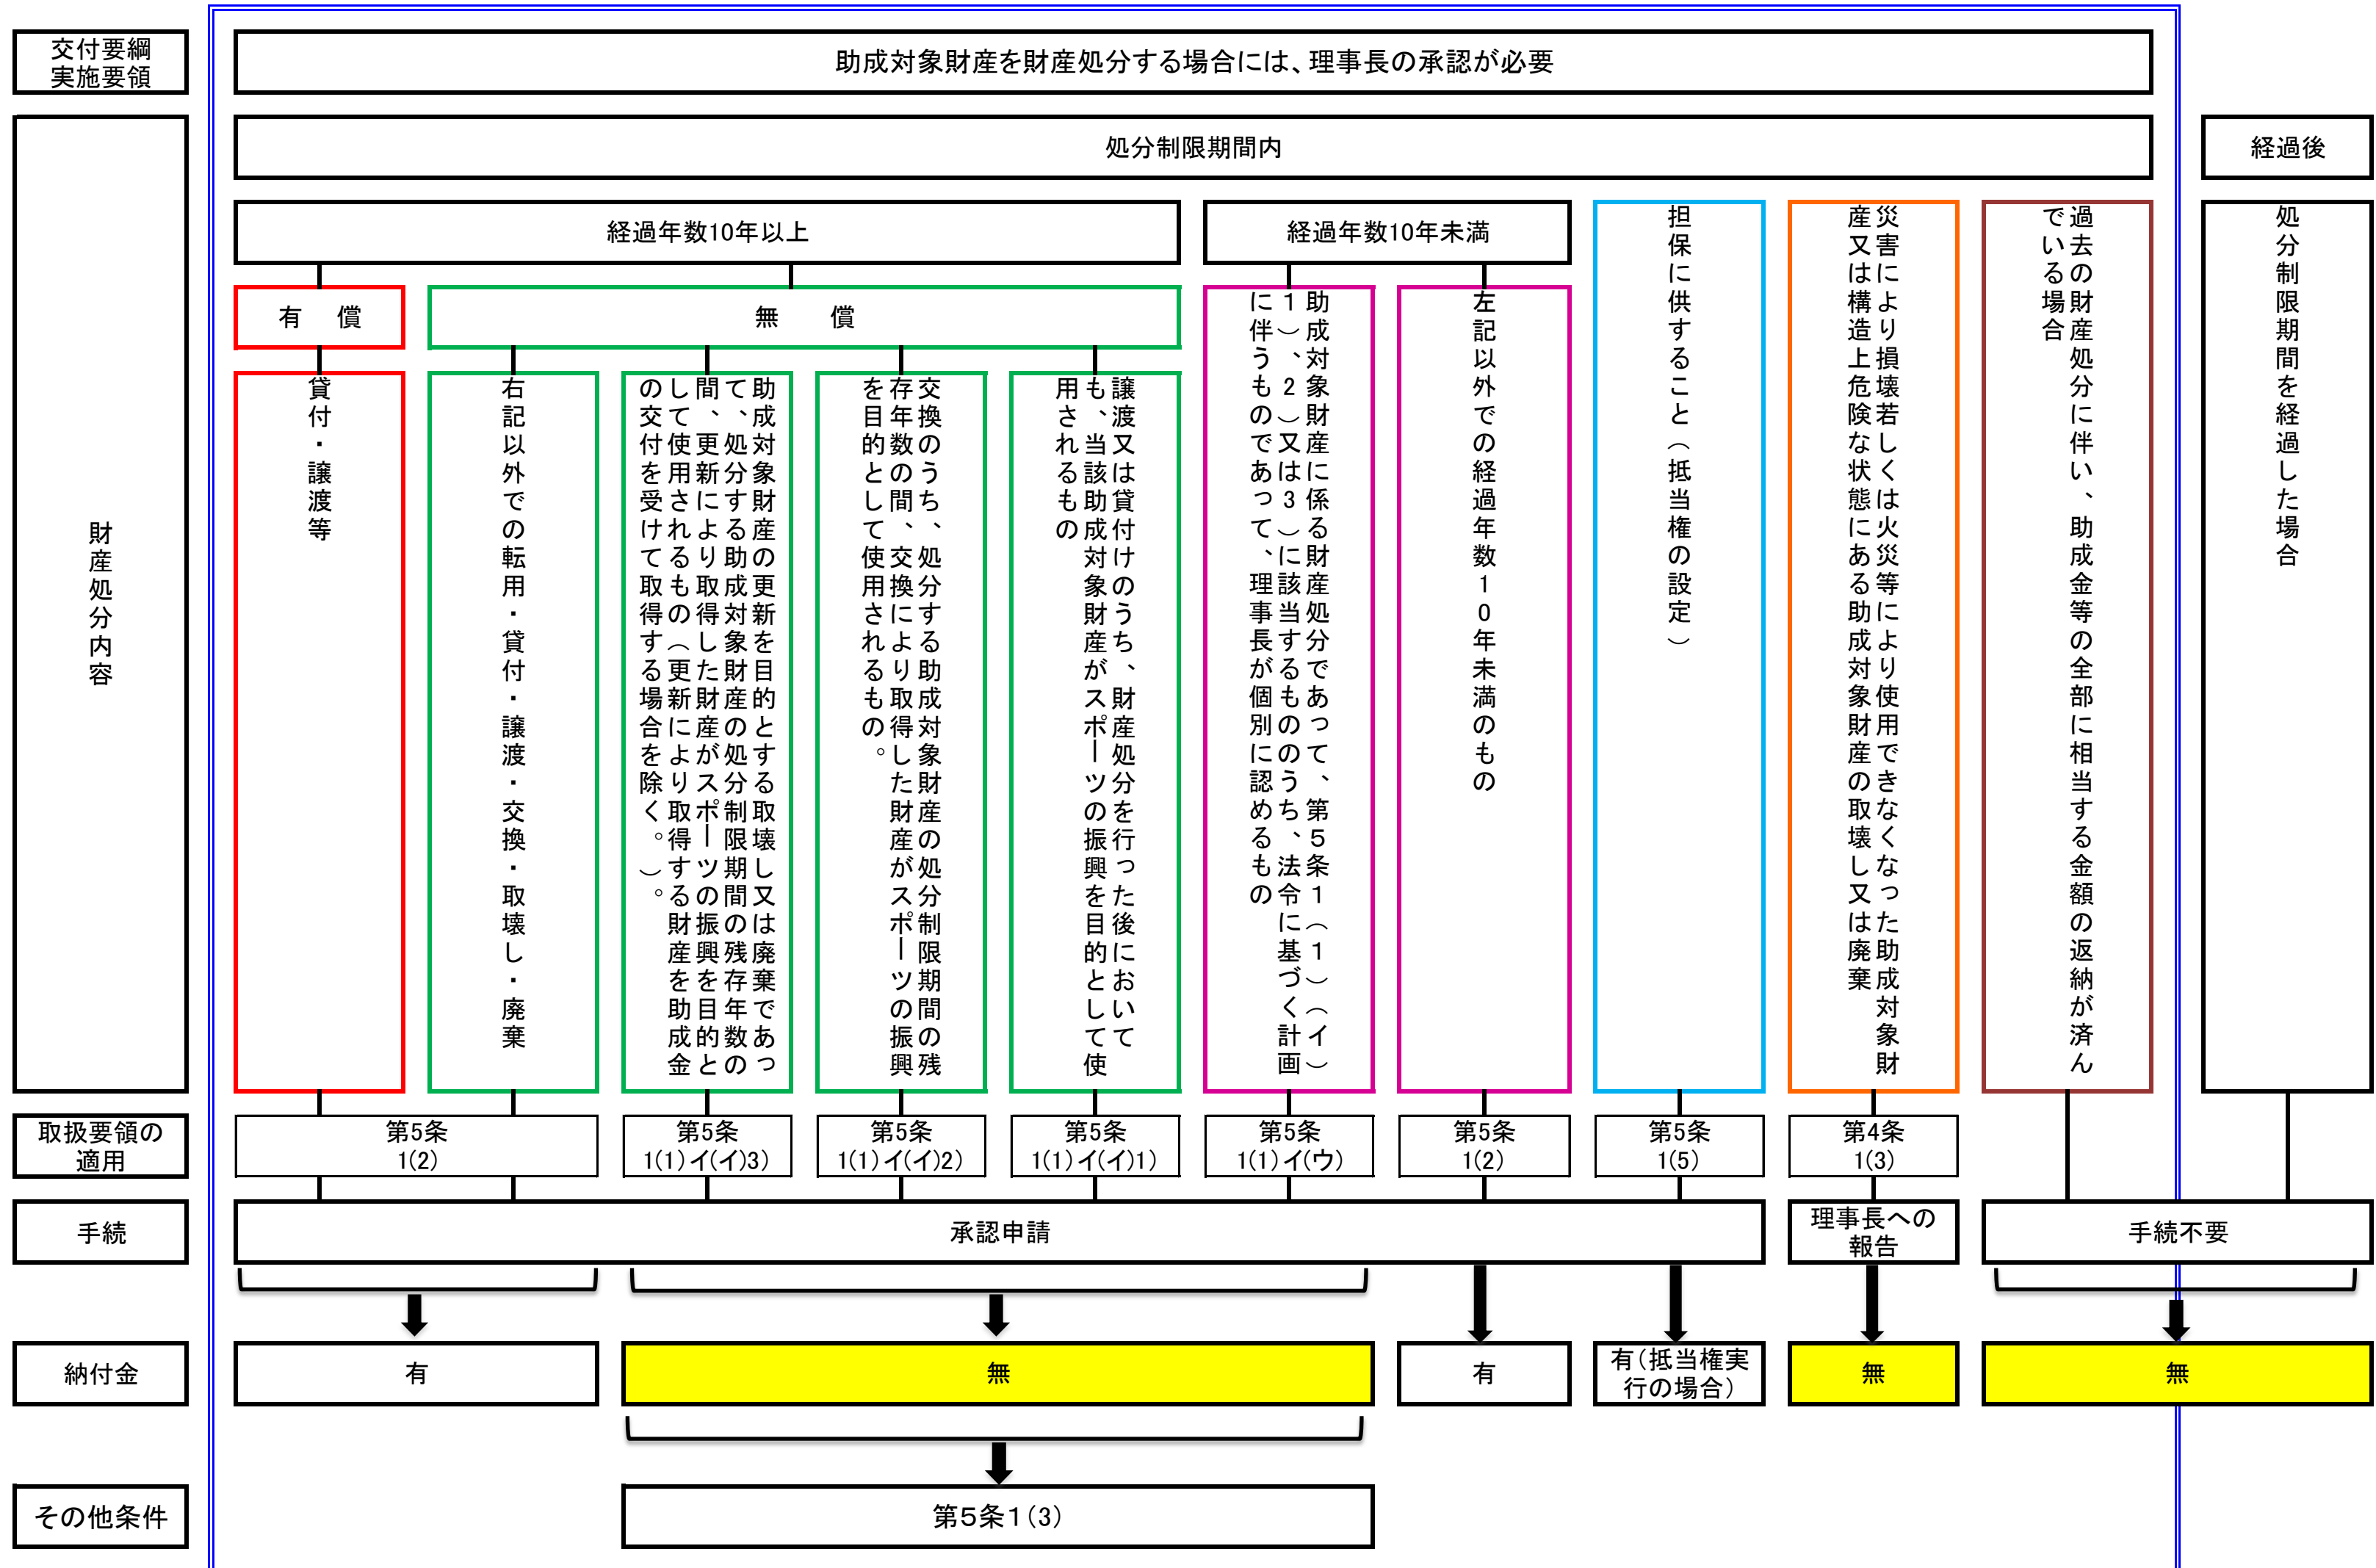 交付要綱
実施要領
助成対象財産を財産処分する場合には、理事長の承認が必要
財産処分内容
処分制限期間内
経過後
経過年数10年以上
経過年数10年未満
有　償
無　償
貸付・譲渡等
右記以外での転用・貸付・譲渡・交換・取壊し・廃棄
助成対象財産の更新を目的とする取壊し又は廃棄であっ
て、処分する助成対象財産の処分制限期間の残存年数の
間、更新により取得した財産がスポーツの振興を目的と
して使用されるもの（更新により取得する財産を助成金
の交付を受けて取得する場合を除く。）。
交換のうち、処分する助成対象財産の処分制限期間の残
存年数の間、交換により取得した財産がスポーツの振興
を目的として使用されるもの。
譲渡又は貸付けのうち、財産処分を行った後において
も、当該助成対象財産がスポーツの振興を目的として使
用されるもの
助成対象財産に係る財産処分であって、第５条１（１）（イ）
１）、２）又は３）に該当するもののうち、法令に基づく計画
に伴うものであって、理事長が個別に認めるもの
左記以外での経過年数１０年未満のもの
担保に供すること（抵当権の設定）
災害により損壊若しくは火災等により使用できなくなった助成対象財
産又は構造上危険な状態にある助成対象財産の取壊し又は廃棄
過去の財産処分に伴い、助成金等の全部に相当する金額の返納が済ん
でいる場合
処分制限期間を経過した場合
取扱要領の
適用
第5条
1(2)
第5条
1(1)イ(イ)3)
第5条
1(1)イ(イ)2)
第5条
1(1)イ(イ)1)
第5条
1(1)イ(ウ)
第5条
1(2)
第5条
1(5)
第4条
1(3)
手続
承認申請
理事長への
報告
手続不要
納付金
有
無
有
有（抵当権実
行の場合）
無
無
その他条件
第５条１（3）